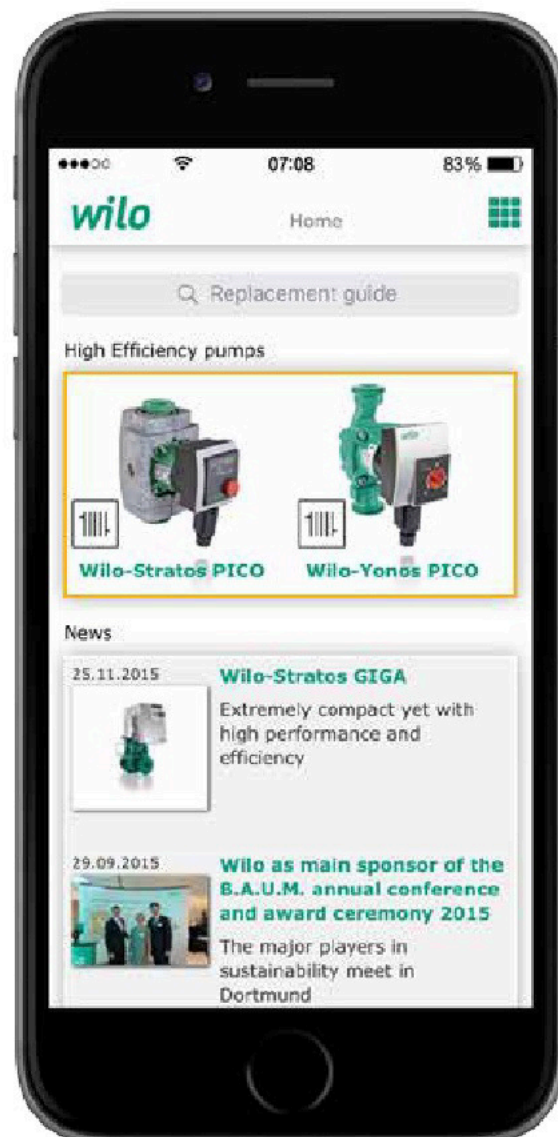 07:08
83%
wilo
Home
Replacement guide
High Efficiency pumps
wilo
Wilo-Stratos PICO
Wilo-Yonos PICO
News
25.11.2015
Wilo-Stratos GIGA
Extremely compact yet with
high performance and
efficiency
29.09.2015
Wilo as main sponsor of the
B.A.U.M. annual conference
and award ceremony 2015
The major players in
sustainability meet in
Dortmund